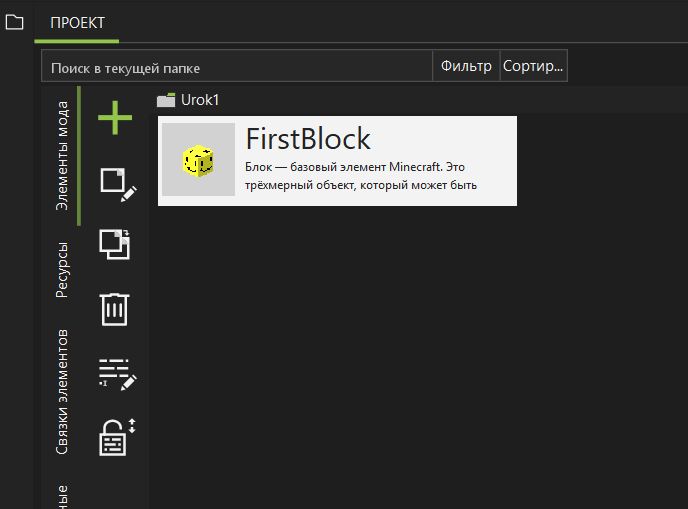 ПРОЕКТ
Поиск в текущей папке
Фильтр
Сортир...
Элементы мода
Ресурсы
Связки элементов
ные
Urok1
FirstBlock
Блок — базовый элемент Minecraft. Это
трёхмерный объект, который может быть